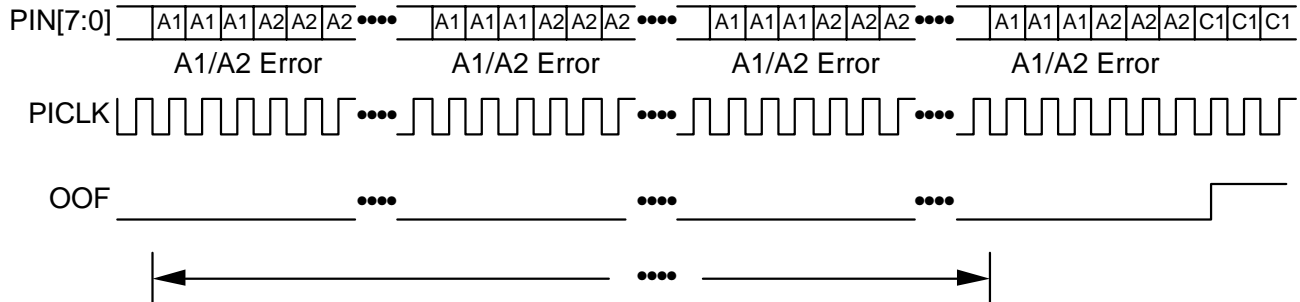 PIN[7:0] A1 A1 A1 A2 A2 A2 •••• A1 A1 A1 A2 A2 A2 •••• A1 A1 A1 A2 A2 A2 •••• A1 A1 A1 A2 A2 A2 C1 C1 C1
A1/A2 Error A1/A2 Error A1/A2 Error A1/A2 Error
PICLK •••• •••• ••••
OOF •••• •••• ••••
••••